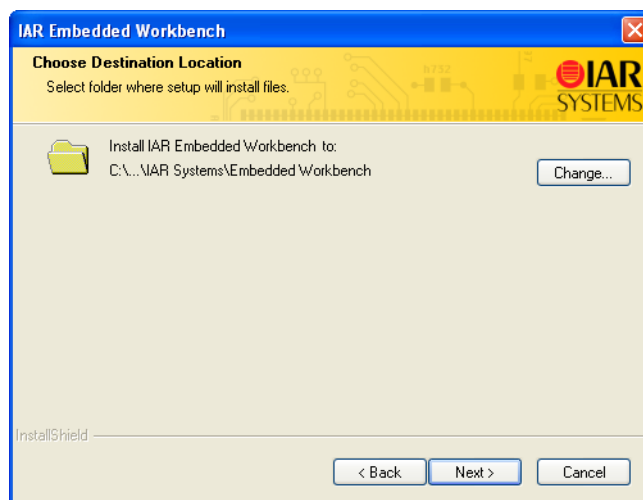 IAR Embedded Workbench
Choose Destination Location
Select folder where setup will install files.
h732
IAR
SYSTEMS
Install IAR Embedded Workbench to:
C:\...\IAR Systems\Embedded Workbench
Change...
InstallShield
< Back
Next >
Cancel